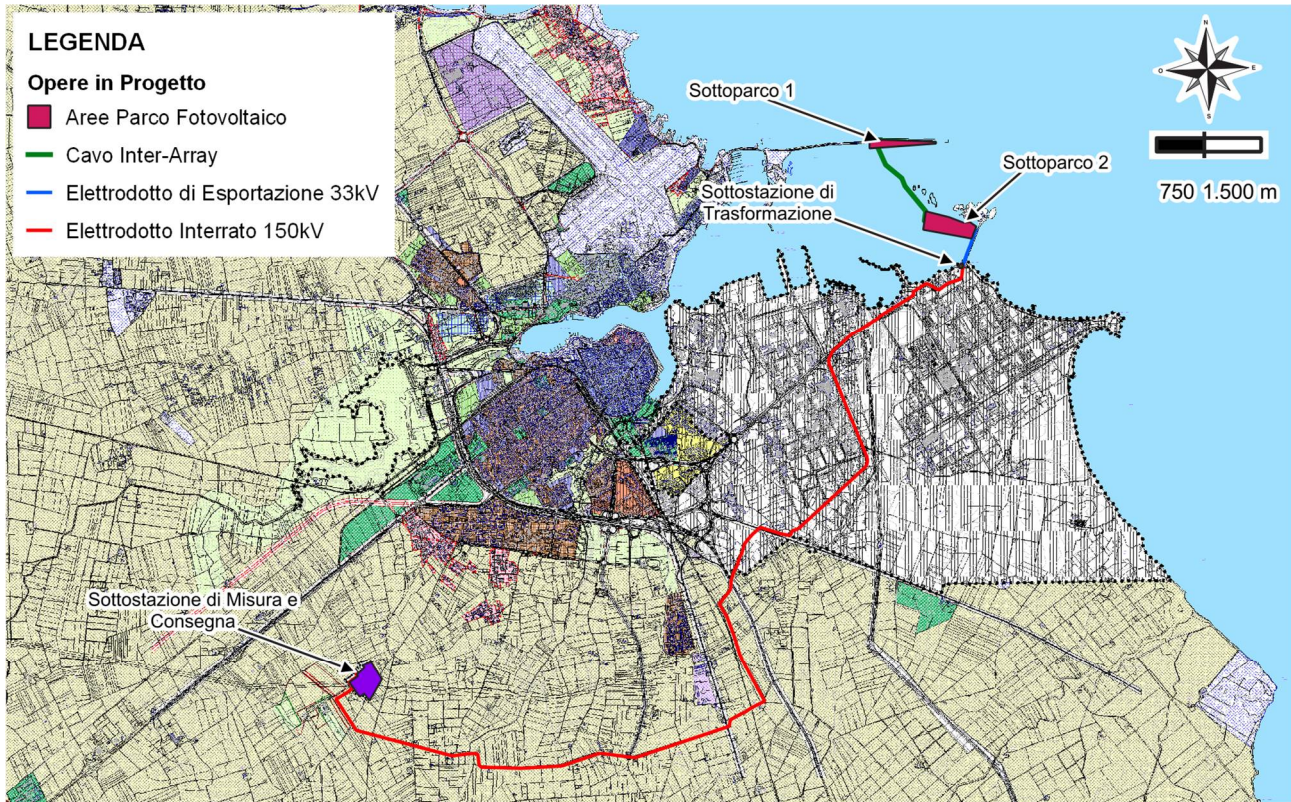 LEGENDA
Opere in Progetto
Aree Parco Fotovoltaico
Cavo Inter-Array
Elettrodotto di Esportazione 33kV
Elettrodotto Interrato 150kV
Sottoparco 1
Sottoparco 2
Sottostazione di
Trasformazione
N
O
E
S
750 1.500 m
Sottostazione di Misura e
Consegna